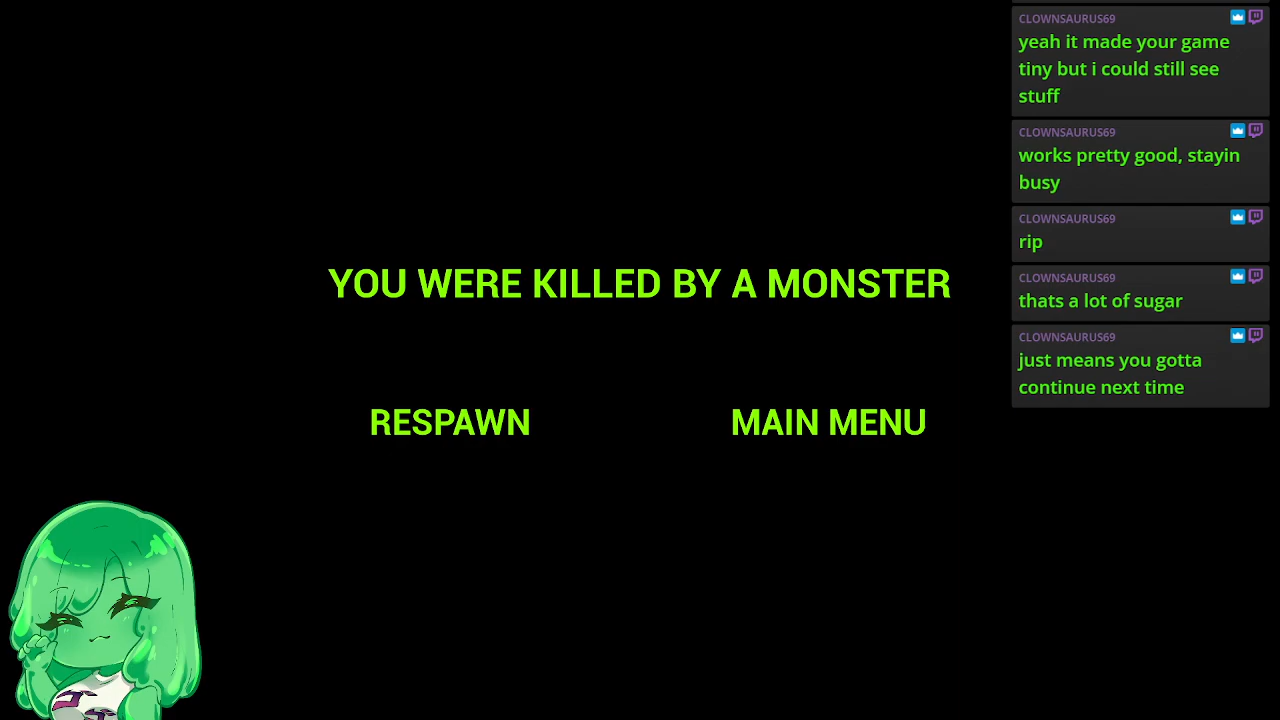 YOU WERE KILLED BY A MONSTER
RESPAWN
MAIN MENU
CLOWNSAURUS69
yeah it made your game
tiny but i could still see
stuff
CLOWNSAURUS69
works pretty good, stayin
busy
CLOWNSAURUS69
rip
CLOWNSAURUS69
thats a lot of sugar
CLOWNSAURUS69
just means you gotta
continue next time